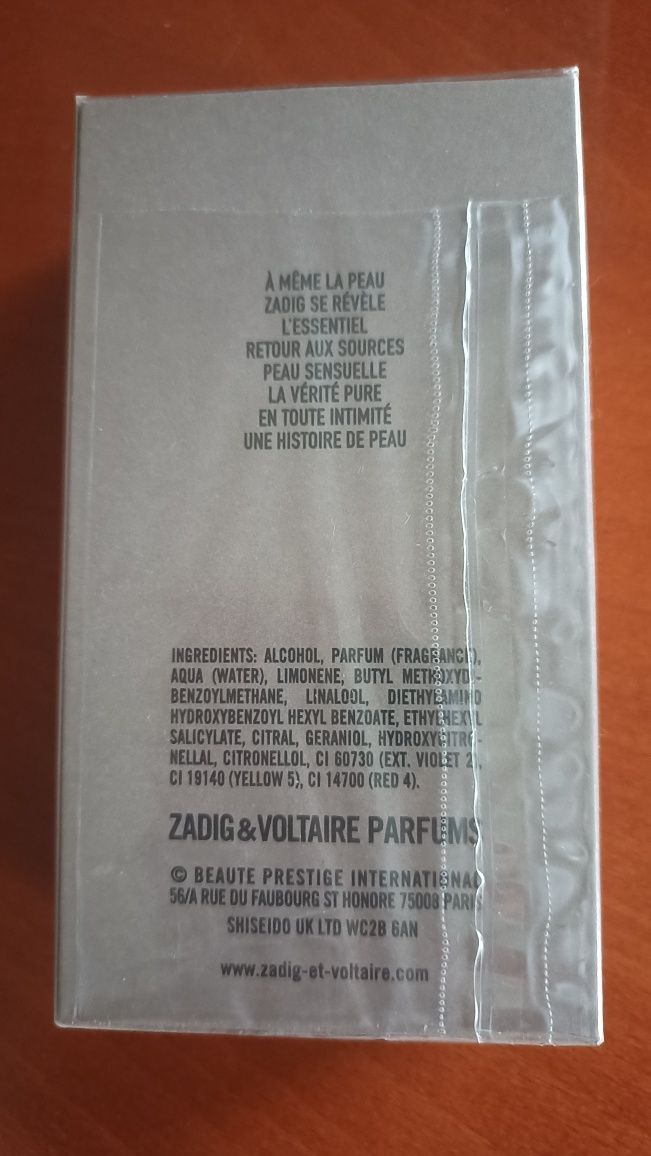 À MÊME LA PEAU
ZADIG SE RÉVÈLE
L'ESSENTIEL
RETOUR AUX SOURCES
PEAU SENSUELLE
LA VÉRITÉ PURE
EN TOUTE INTIMITÉ
UNE HISTOIRE DE PEAU
INGREDIENTS: ALCOHOL, PARFUM (FRAGRANCE),
AQUA (WATER), LIMONENE, BUTYL METHOXYDI-
BENZOYLMETHANE, LINALOOL, DIETHYLAMINO
HYDROXYBENZOYL HEXYL BENZOATE, ETHYLHEXYL
SALICYLATE, CITRAL, GERANIOL, HYDROXYCITRO-
NELLAL, CITRONELLOL, CI 60730 (EXT. VIOLET 2),
CI 19140 (YELLOW 5), CI 14700 (RED 4).
ZADIG&VOLTAIRE PARFUMS
© BEAUTE PRESTIGE INTERNATIONAL
56/A RUE DU FAUBOURG ST HONORE 75008 PARIS
SHISEIDO UK LTD WC2B 6AN
www.zadig-et-voltaire.com